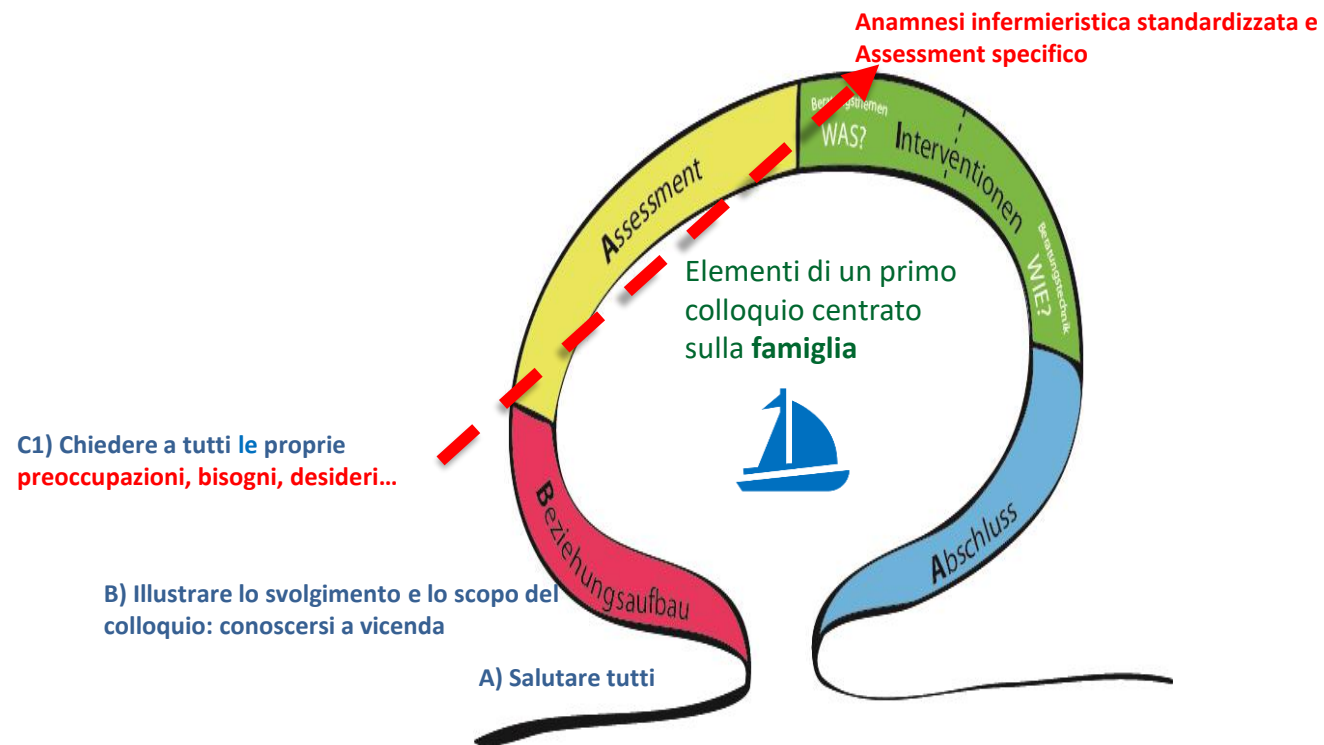 Anamnesi infermieristica standardizzata e
Assessment specifico
Beratungsthemen
WAS?
Interventionen
Beratungstechnik
WIE?
Assessment
Elementi di un primo
colloquio centrato
sulla famiglia
C1) Chiedere a tutti le proprie
preoccupazioni, bisogni, desideri…
Beziehungsaufbau
Abschluss
B) Illustrare lo svolgimento e lo scopo del
colloquio: conoscersi a vicenda
A) Salutare tutti